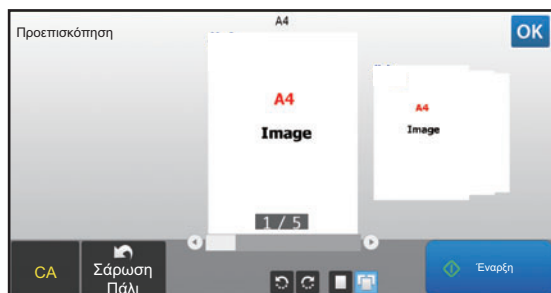 A4
Προεπισκόπηση
OK
A4
Image
A4
Image
1 / 5
CA
Σάρωση
Πάλι
Έναρξη